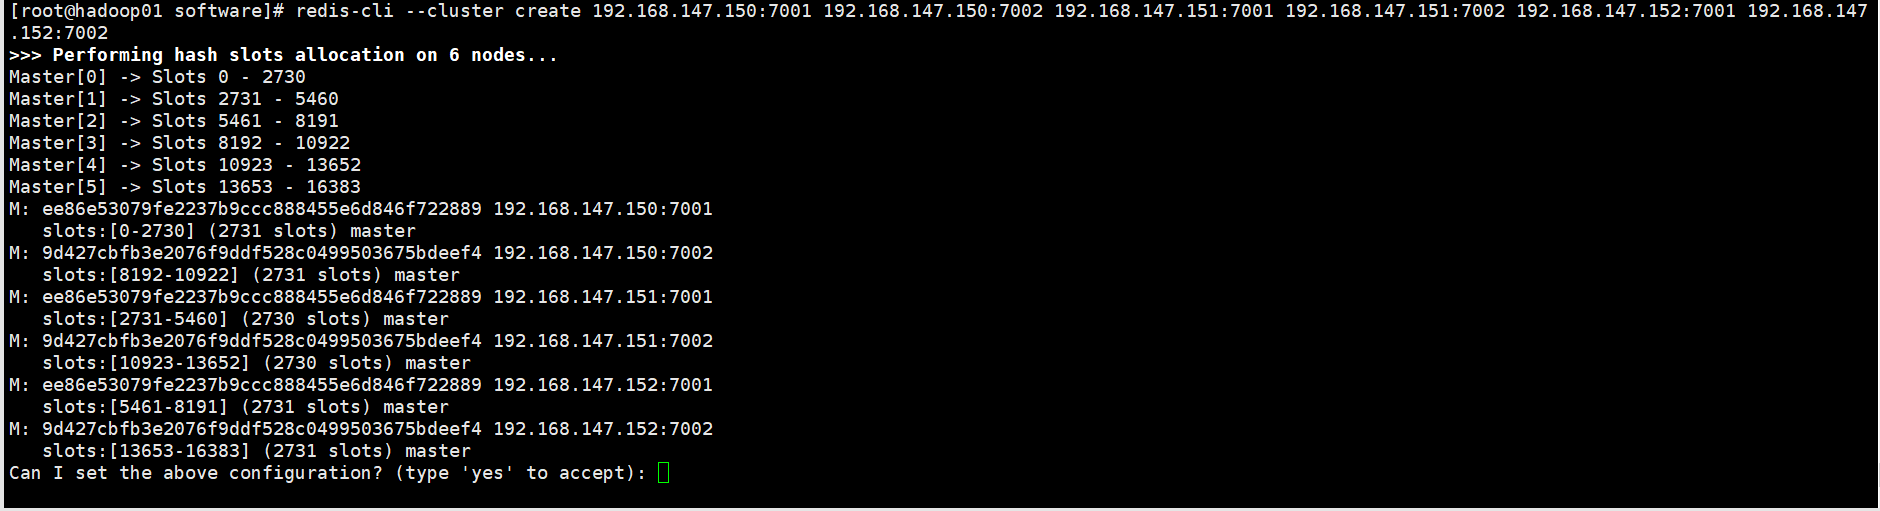 [root@hadoop01 software]# redis-cli --cluster create 192.168.147.150:7001 192.168.147.150:7002 192.168.147.151:7001 192.168.147.151:7002 192.168.147.152:7001 192.168.147
.152:7002
>>> Performing hash slots allocation on 6 nodes...
Master[0] -> Slots 0 - 2730
Master[1] -> Slots 2731 - 5460
Master[2] -> Slots 5461 - 8191
Master[3] -> Slots 8192 - 10922
Master[4] -> Slots 10923 - 13652
Master[5] -> Slots 13653 - 16383
M: ee86e53079fe2237b9ccc888455e6d846f722889 192.168.147.150:7001
   slots:[0-2730] (2731 slots) master
M: 9d427cbfb3e2076f9ddf528c0499503675bdeef4 192.168.147.150:7002
   slots:[8192-10922] (2731 slots) master
M: ee86e53079fe2237b9ccc888455e6d846f722889 192.168.147.151:7001
   slots:[2731-5460] (2730 slots) master
M: 9d427cbfb3e2076f9ddf528c0499503675bdeef4 192.168.147.151:7002
   slots:[10923-13652] (2730 slots) master
M: ee86e53079fe2237b9ccc888455e6d846f722889 192.168.147.152:7001
   slots:[5461-8191] (2731 slots) master
M: 9d427cbfb3e2076f9ddf528c0499503675bdeef4 192.168.147.152:7002
   slots:[13653-16383] (2731 slots) master
Can I set the above configuration? (type 'yes' to accept):